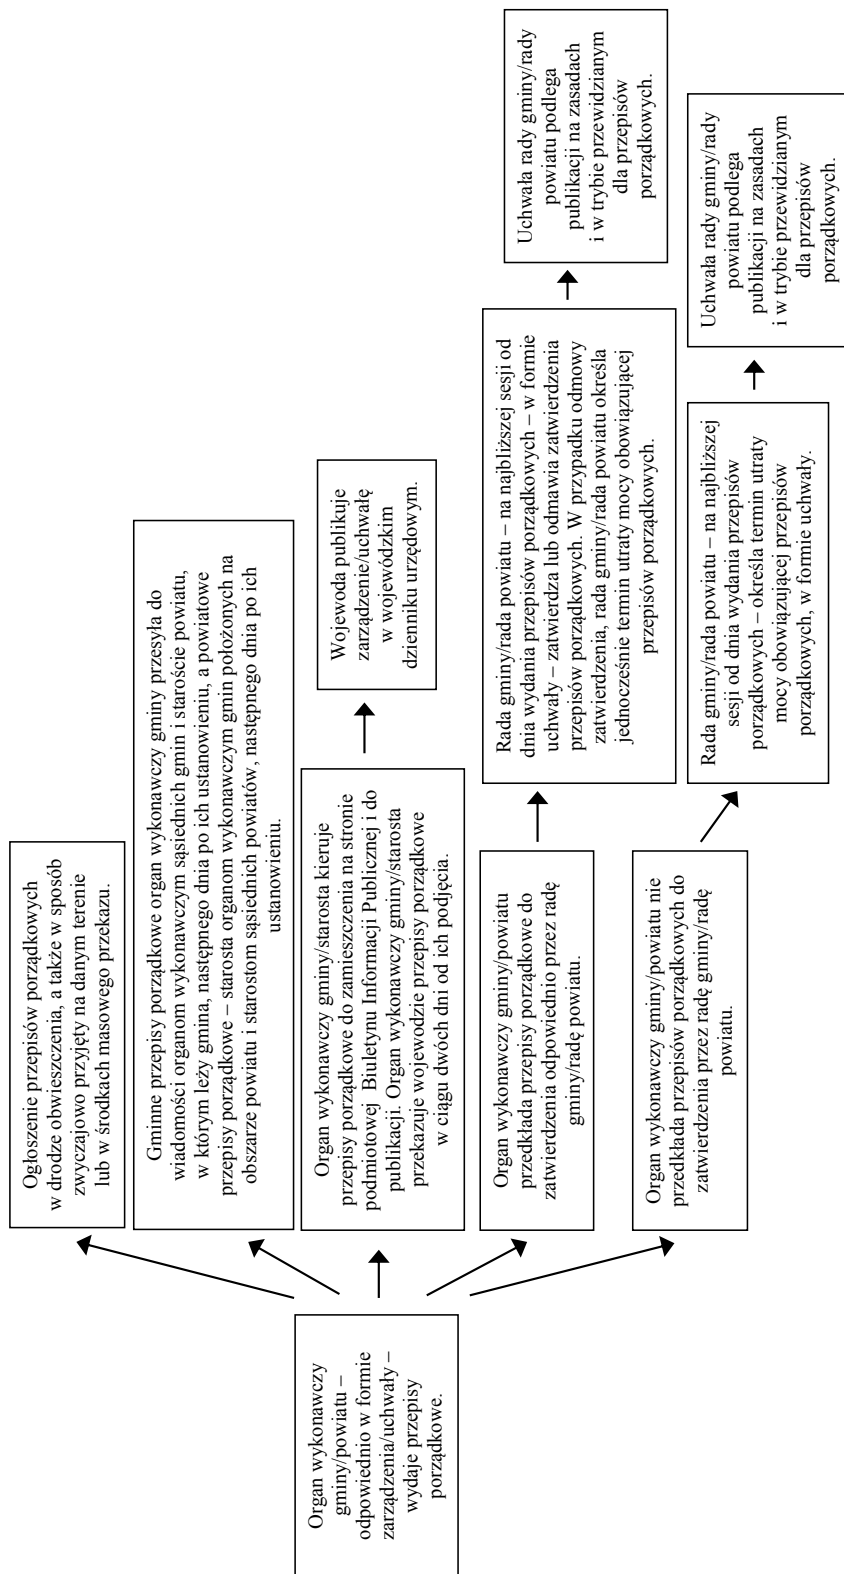 Organ wykonawczy
gminy/powiatu –
odpowiednio w formie
zarządzenia/uchwały –
wydaje przepisy
porządkowe.
Ogłoszenie przepisów porządkowych
w drodze obwieszczenia, a także w sposób
zwyczajowo przyjęty na danym terenie
lub w środkach masowego przekazu.
Gminne przepisy porządkowe organ wykonawczy gminy przesyła do
wiadomości organom wykonawczym sąsiednich gmin i staroście powiatu,
w którym leży gmina, następnego dnia po ich ustanowieniu, a powiatowe
przepisy porządkowe – starosta organom wykonawczym gmin położonych na
obszarze powiatu i starostom sąsiednich powiatów, następnego dnia po ich
ustanowieniu.
Organ wykonawczy gminy/starosta kieruje
przepisy porządkowe do zamieszczenia na stronie
podmiotowej Biuletynu Informacji Publicznej i do
publikacji. Organ wykonawczy gminy/starosta
przekazuje wojewodzie przepisy porządkowe
w ciągu dwóch dni od ich podjęcia.
Wojewoda publikuje
zarządzenie/uchwałę
w wojewódzkim
dzienniku urzędowym.
Organ wykonawczy gminy/powiatu
przedkłada przepisy porządkowe do
zatwierdzenia odpowiednio przez radę
gminy/radę powiatu.
Rada gminy/rada powiatu – na najbliższej sesji od
dnia wydania przepisów porządkowych – w formie
uchwały – zatwierdza lub odmawia zatwierdzenia
przepisów porządkowych. W przypadku odmowy
zatwierdzenia, rada gminy/rada powiatu określa
jednocześnie termin utraty mocy obowiązującej
przepisów porządkowych.
Uchwała rady gminy/rady
powiatu podlega
publikacji na zasadach
i w trybie przewidzianym
dla przepisów
porządkowych.
Organ wykonawczy gminy/powiatu nie
przedkłada przepisów porządkowych do
zatwierdzenia przez radę gminy/radę
powiatu.
Rada gminy/rada powiatu – na najbliższej
sesji od dnia wydania przepisów
porządkowych – określa termin utraty
mocy obowiązującej przepisów
porządkowych, w formie uchwały.
Uchwała rady gminy/rady
powiatu podlega
publikacji na zasadach
i w trybie przewidzianym
dla przepisów
porządkowych.